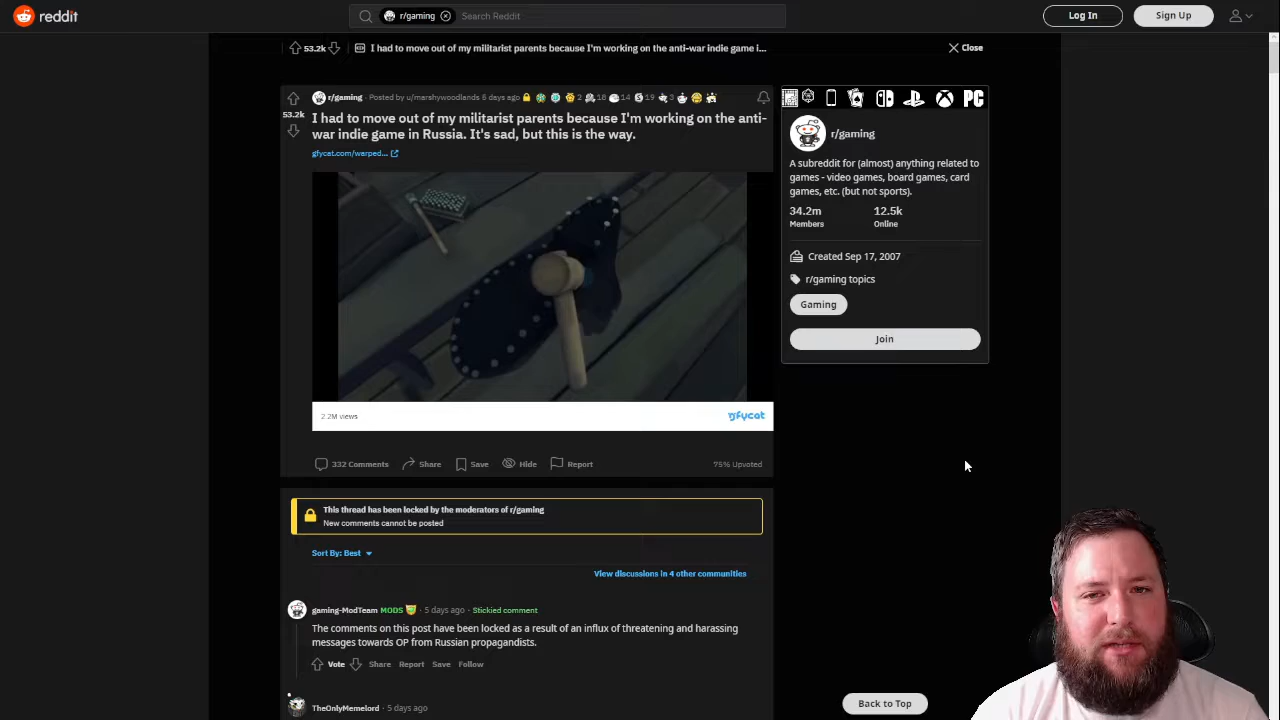 reddit
r/gaming
Search Reddit
Log In
Sign Up
53.2k
I had to move out of my militarist parents because I'm working on the anti-war indie game i...
Close
r/gaming · Posted by u/marshywoodlands 6 days ago
2 18 14 19 3
53.2k
I had to move out of my militarist parents because I'm working on the anti-
war indie game in Russia. It's sad, but this is the way.
gfycat.com/warped...
2.2M views
gfycat
332 Comments
Share
Save
Hide
Report
75% Upvoted
This thread has been locked by the moderators of r/gaming
New comments cannot be posted
Sort By: Best
View discussions in 4 other communities
gaming-ModTeam MODS · 5 days ago · Stickied comment
The comments on this post have been locked as a result of an influx of threatening and harassing
messages towards OP from Russian propagandists.
Vote
Share
Report
Save
Follow
TheOnlyMemelord · 5 days ago
PC
r/gaming
A subreddit for (almost) anything related to
games - video games, board games, card
games, etc. (but not sports).
34.2m
12.5k
Members
Online
Created Sep 17, 2007
r/gaming topics
Gaming
Join
Back to Top